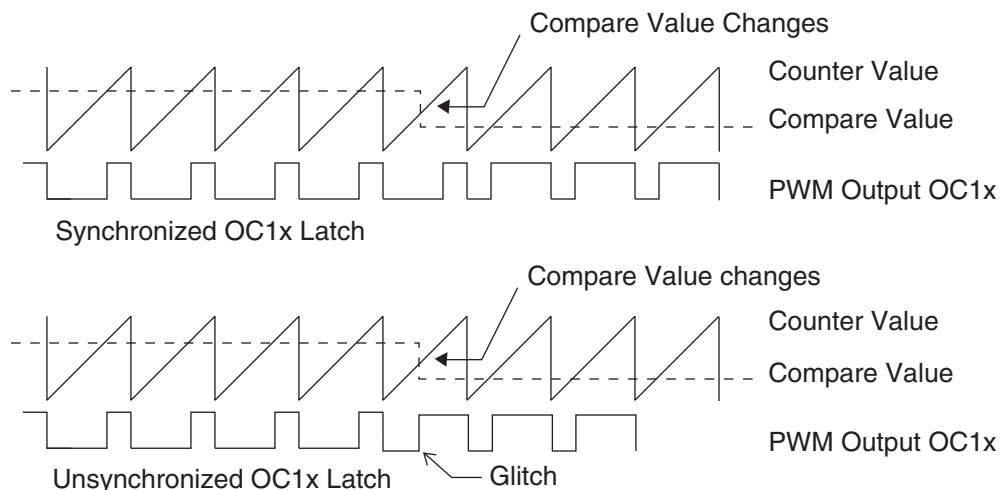 Compare Value Changes
Counter Value
Compare Value
PWM Output OC1x
Synchronized OC1x Latch
Compare Value changes
Counter Value
Compare Value
PWM Output OC1x
Unsynchronized OC1x Latch
Glitch